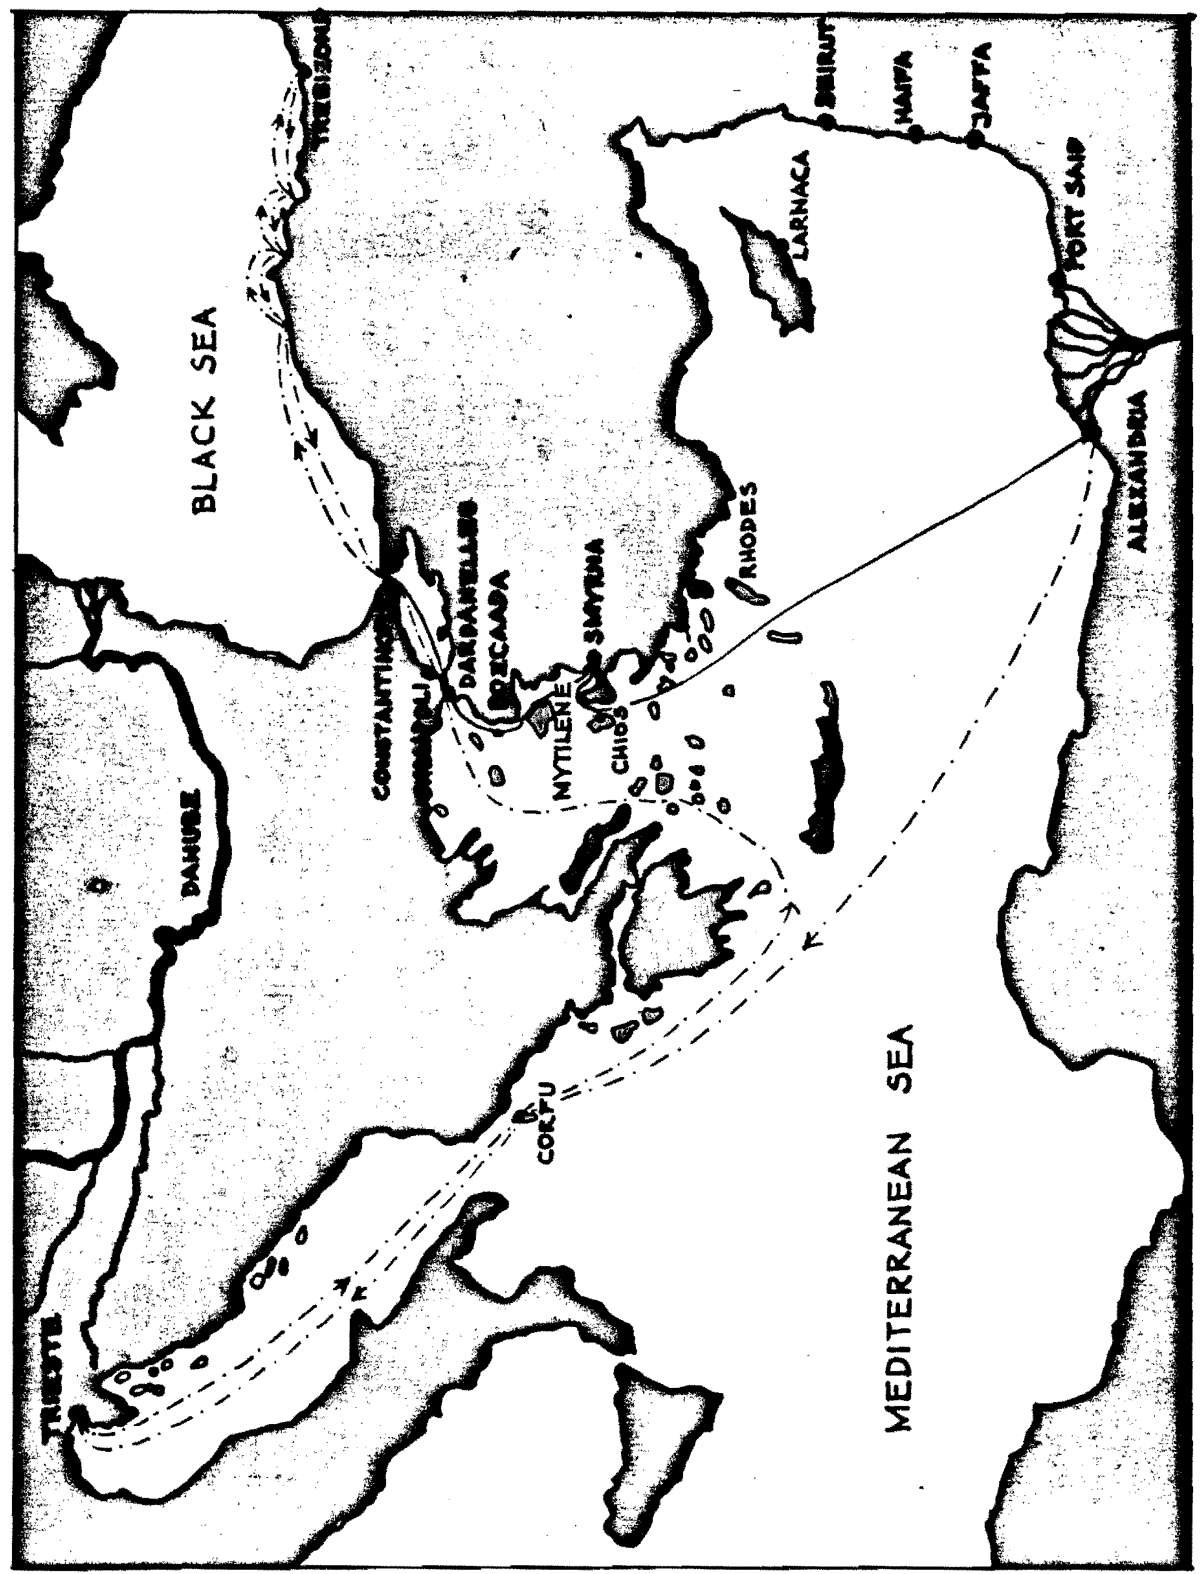 TRIESTE
DANUBE
BLACK SEA
TREBIZOND
CONSTANTINOPLE
DARDANELLES
BOZCAADA
MYTILENE
SMYRNA
CHIOS
CORFU
RHODES
LARNACA
BEIRUT
HAIFA
JAFFA
PORT SAID
ALEXANDRIA
MEDITERRANEAN SEA